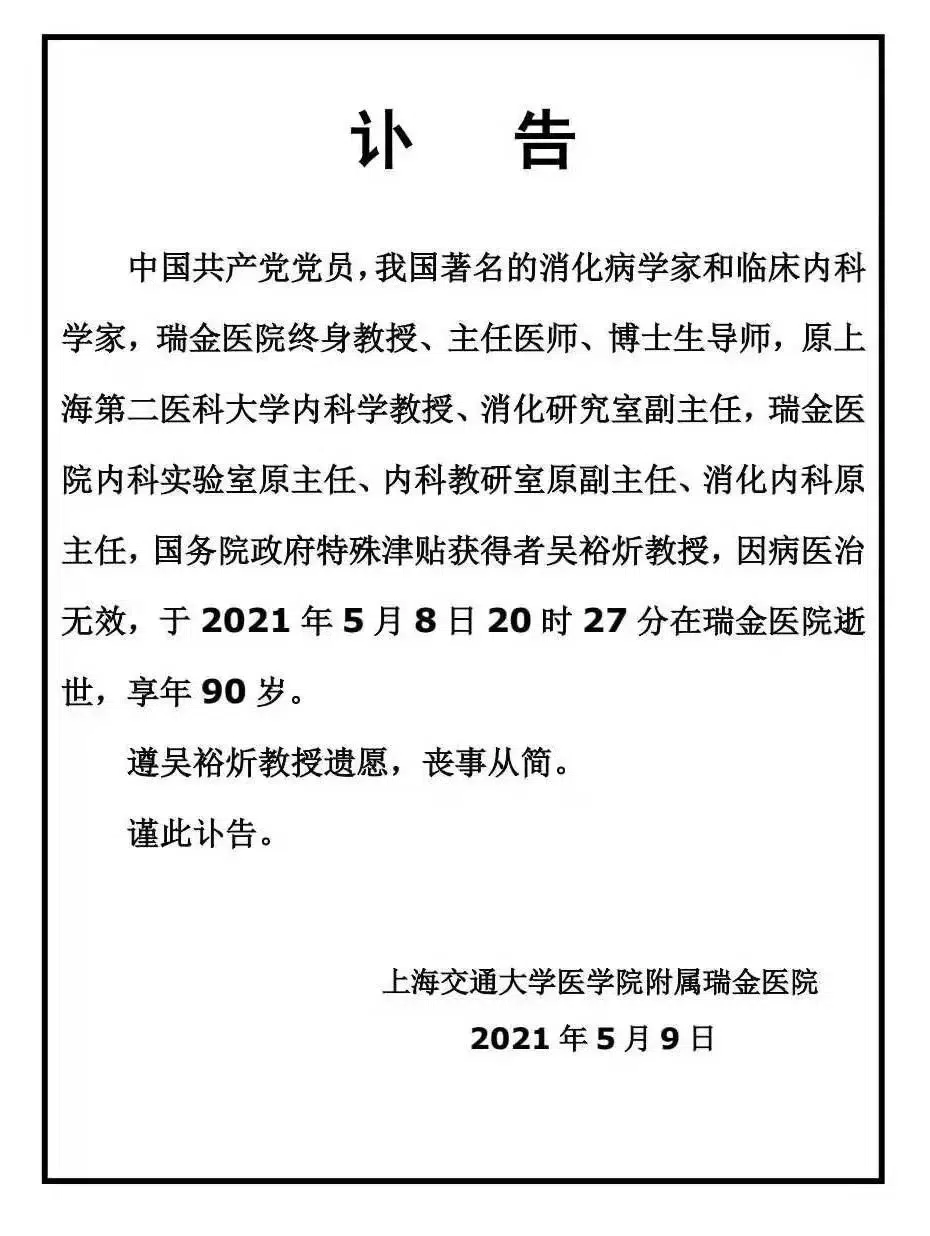 讣 告
中国共产党党员，我国著名的消化病学家和临床内科
学家，瑞金医院终身教授、主任医师、博士生导师，原上
海第二医科大学内科学教授、消化研究室副主任，瑞金医
院内科实验室原主任、内科教研室原副主任、消化内科原
主任，国务院政府特殊津贴获得者吴裕炘教授，因病医治
无效，于 2021 年 5 月 8 日 20 时 27 分在瑞金医院逝
世，享年 90 岁。
遵吴裕炘教授遗愿，丧事从简。
谨此讣告。
上海交通大学医学院附属瑞金医院
2021 年 5 月 9 日